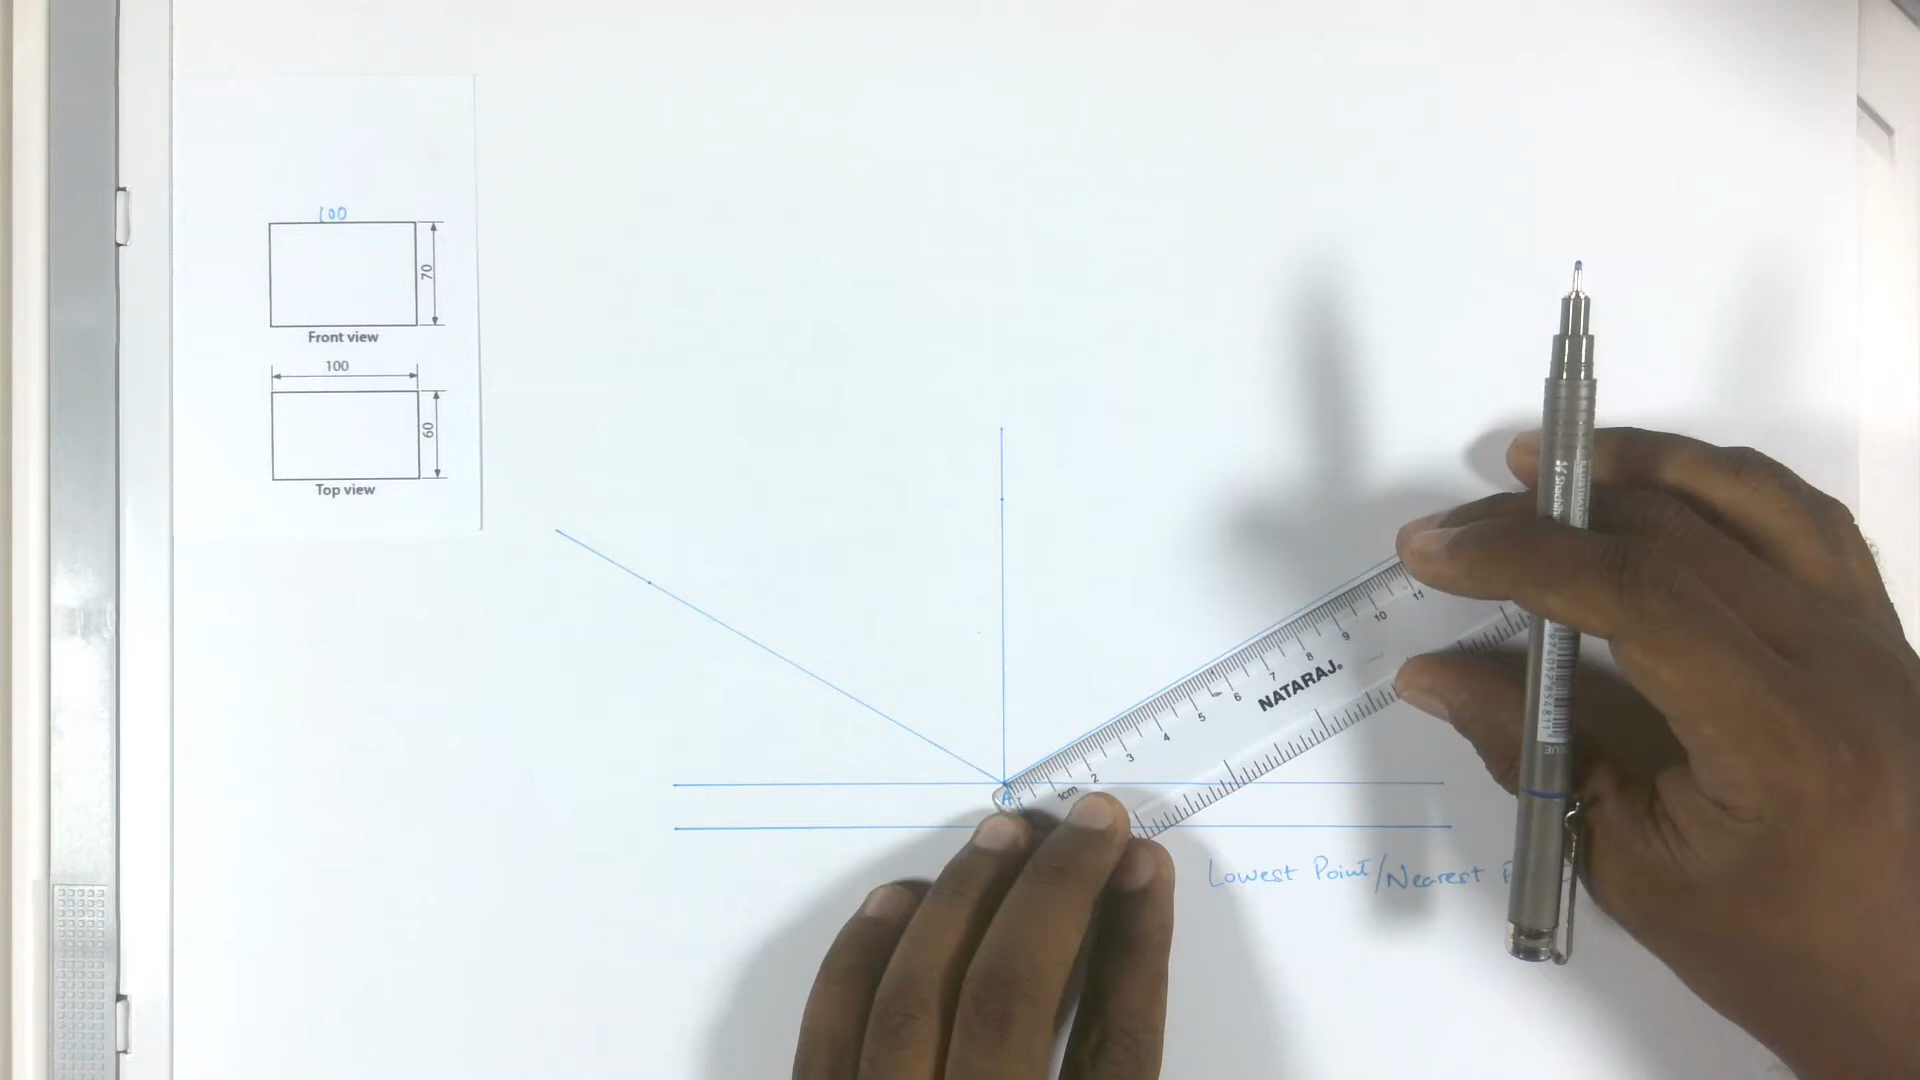 100
70
Front view
100
60
Top view
1cm 2 3 4 5 6 7 8 9 10 11
NATARAJ
A
Lowest Point/Nearest